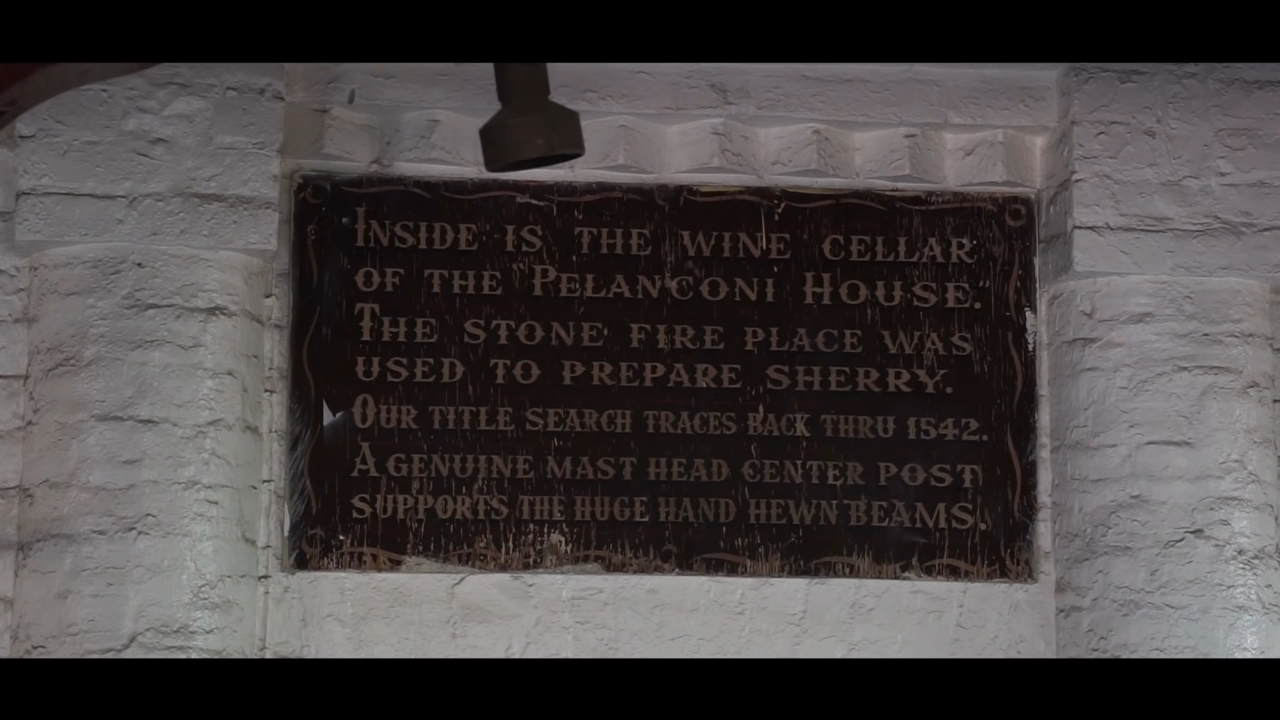 Inside is the wine cellar
of the "Pelanconi House."
The stone fire place was
used to prepare sherry.
Our title search traces back thru 1542.
A genuine mast head center post
supports the huge hand hewn beams.